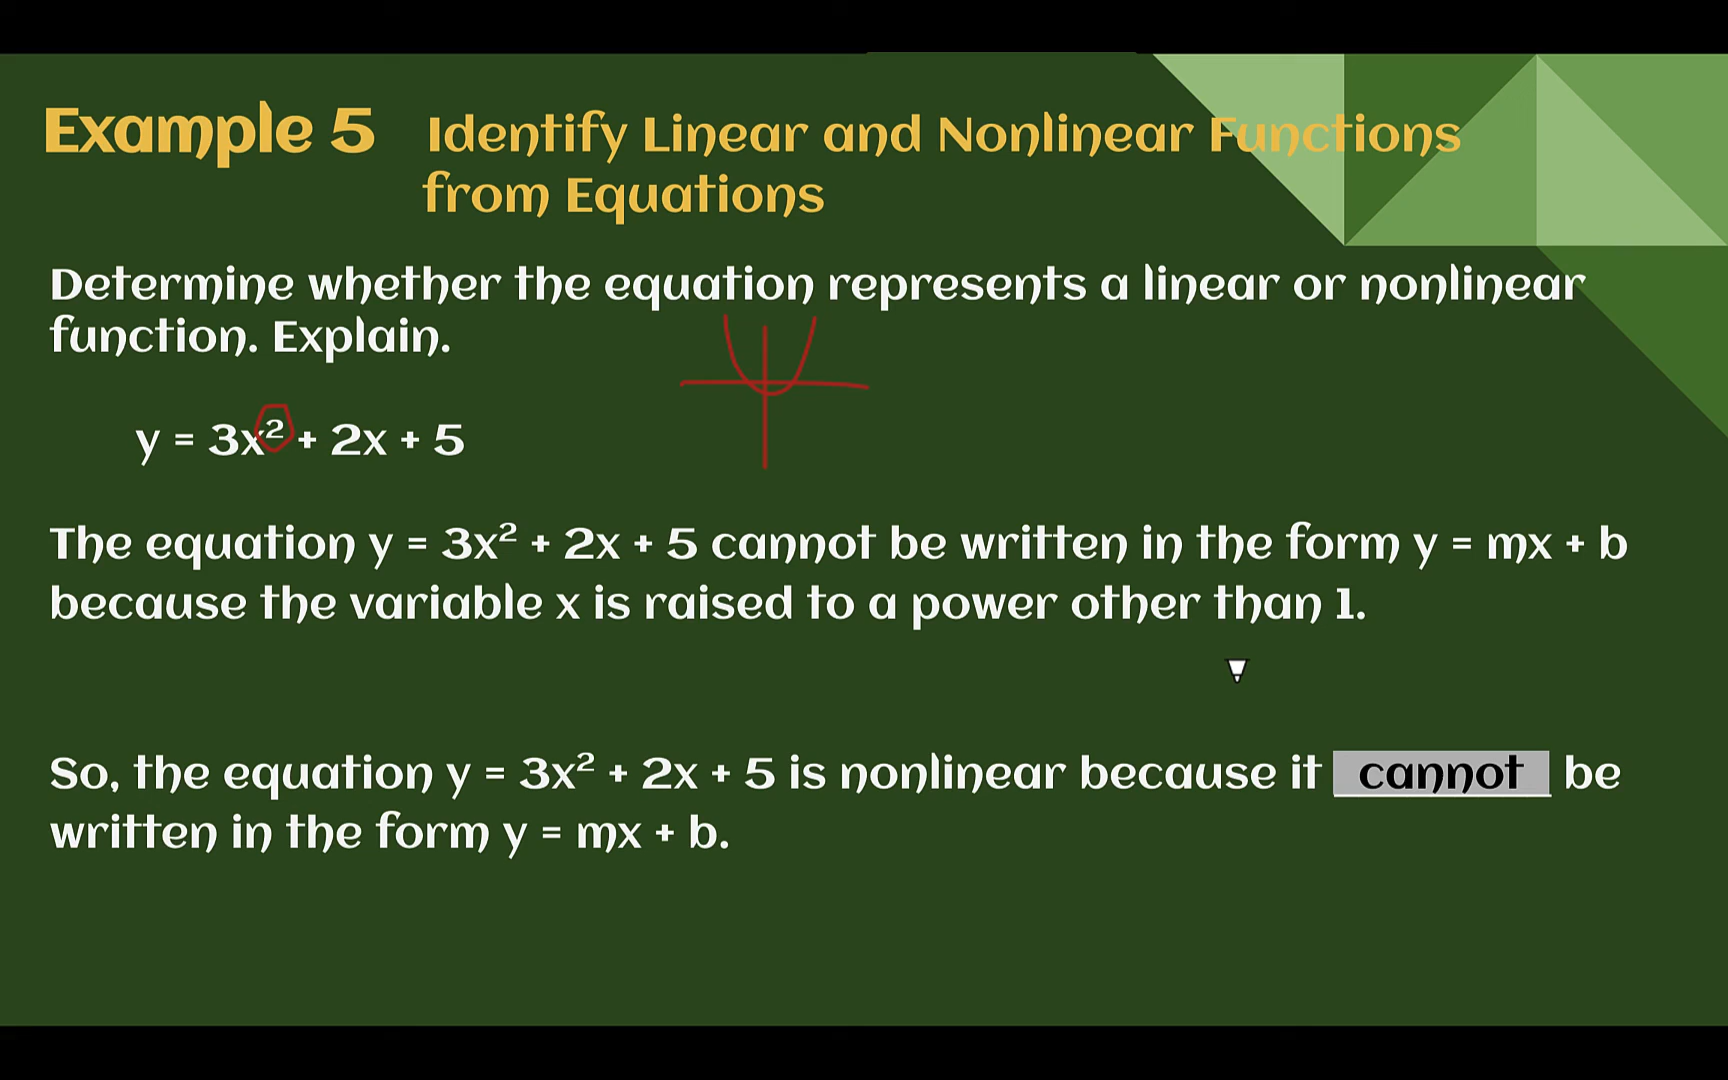 Example 5 Identify Linear and Nonlinear Functions
from Equations
Determine whether the equation represents a linear or nonlinear
function. Explain.
y = 3x² + 2x + 5
The equation y = 3x² + 2x + 5 cannot be written in the form y = mx + b
because the variable x is raised to a power other than 1.
So, the equation y = 3x² + 2x + 5 is nonlinear because it cannot be
written in the form y = mx + b.